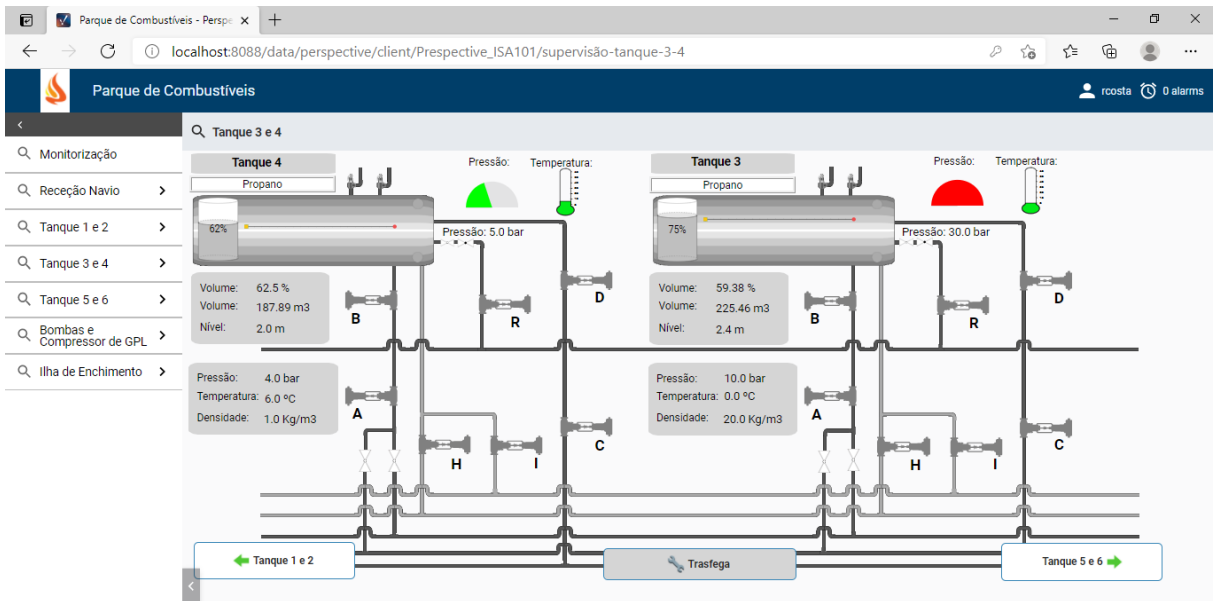 Parque de Combustíveis - Perspe
localhost:8088/data/perspective/client/Prespective_ISA101/supervisão-tanque-3-4
Parque de Combustíveis
rcosta
0 alarms
Monitorização
Receção Navio
Tanque 1 e 2
Tanque 3 e 4
Tanque 5 e 6
Bombas e
Compressor de GPL
Ilha de Enchimento
Tanque 3 e 4
Tanque 4
Propano
Pressão:
Temperatura:
62%
Pressão: 5.0 bar
Volume: 62.5 %
Volume: 187.89 m3
Nível: 2.0 m
B
R
D
Pressão: 4.0 bar
Temperatura: 6.0 ºC
Densidade: 1.0 Kg/m3
A
H
I
C
Tanque 3
Propano
Pressão:
Temperatura:
75%
Pressão: 30.0 bar
Volume: 59.38 %
Volume: 225.46 m3
Nível: 2.4 m
B
R
D
Pressão: 10.0 bar
Temperatura: 0.0 ºC
Densidade: 20.0 Kg/m3
A
H
I
C
Tanque 1 e 2
Trasfega
Tanque 5 e 6